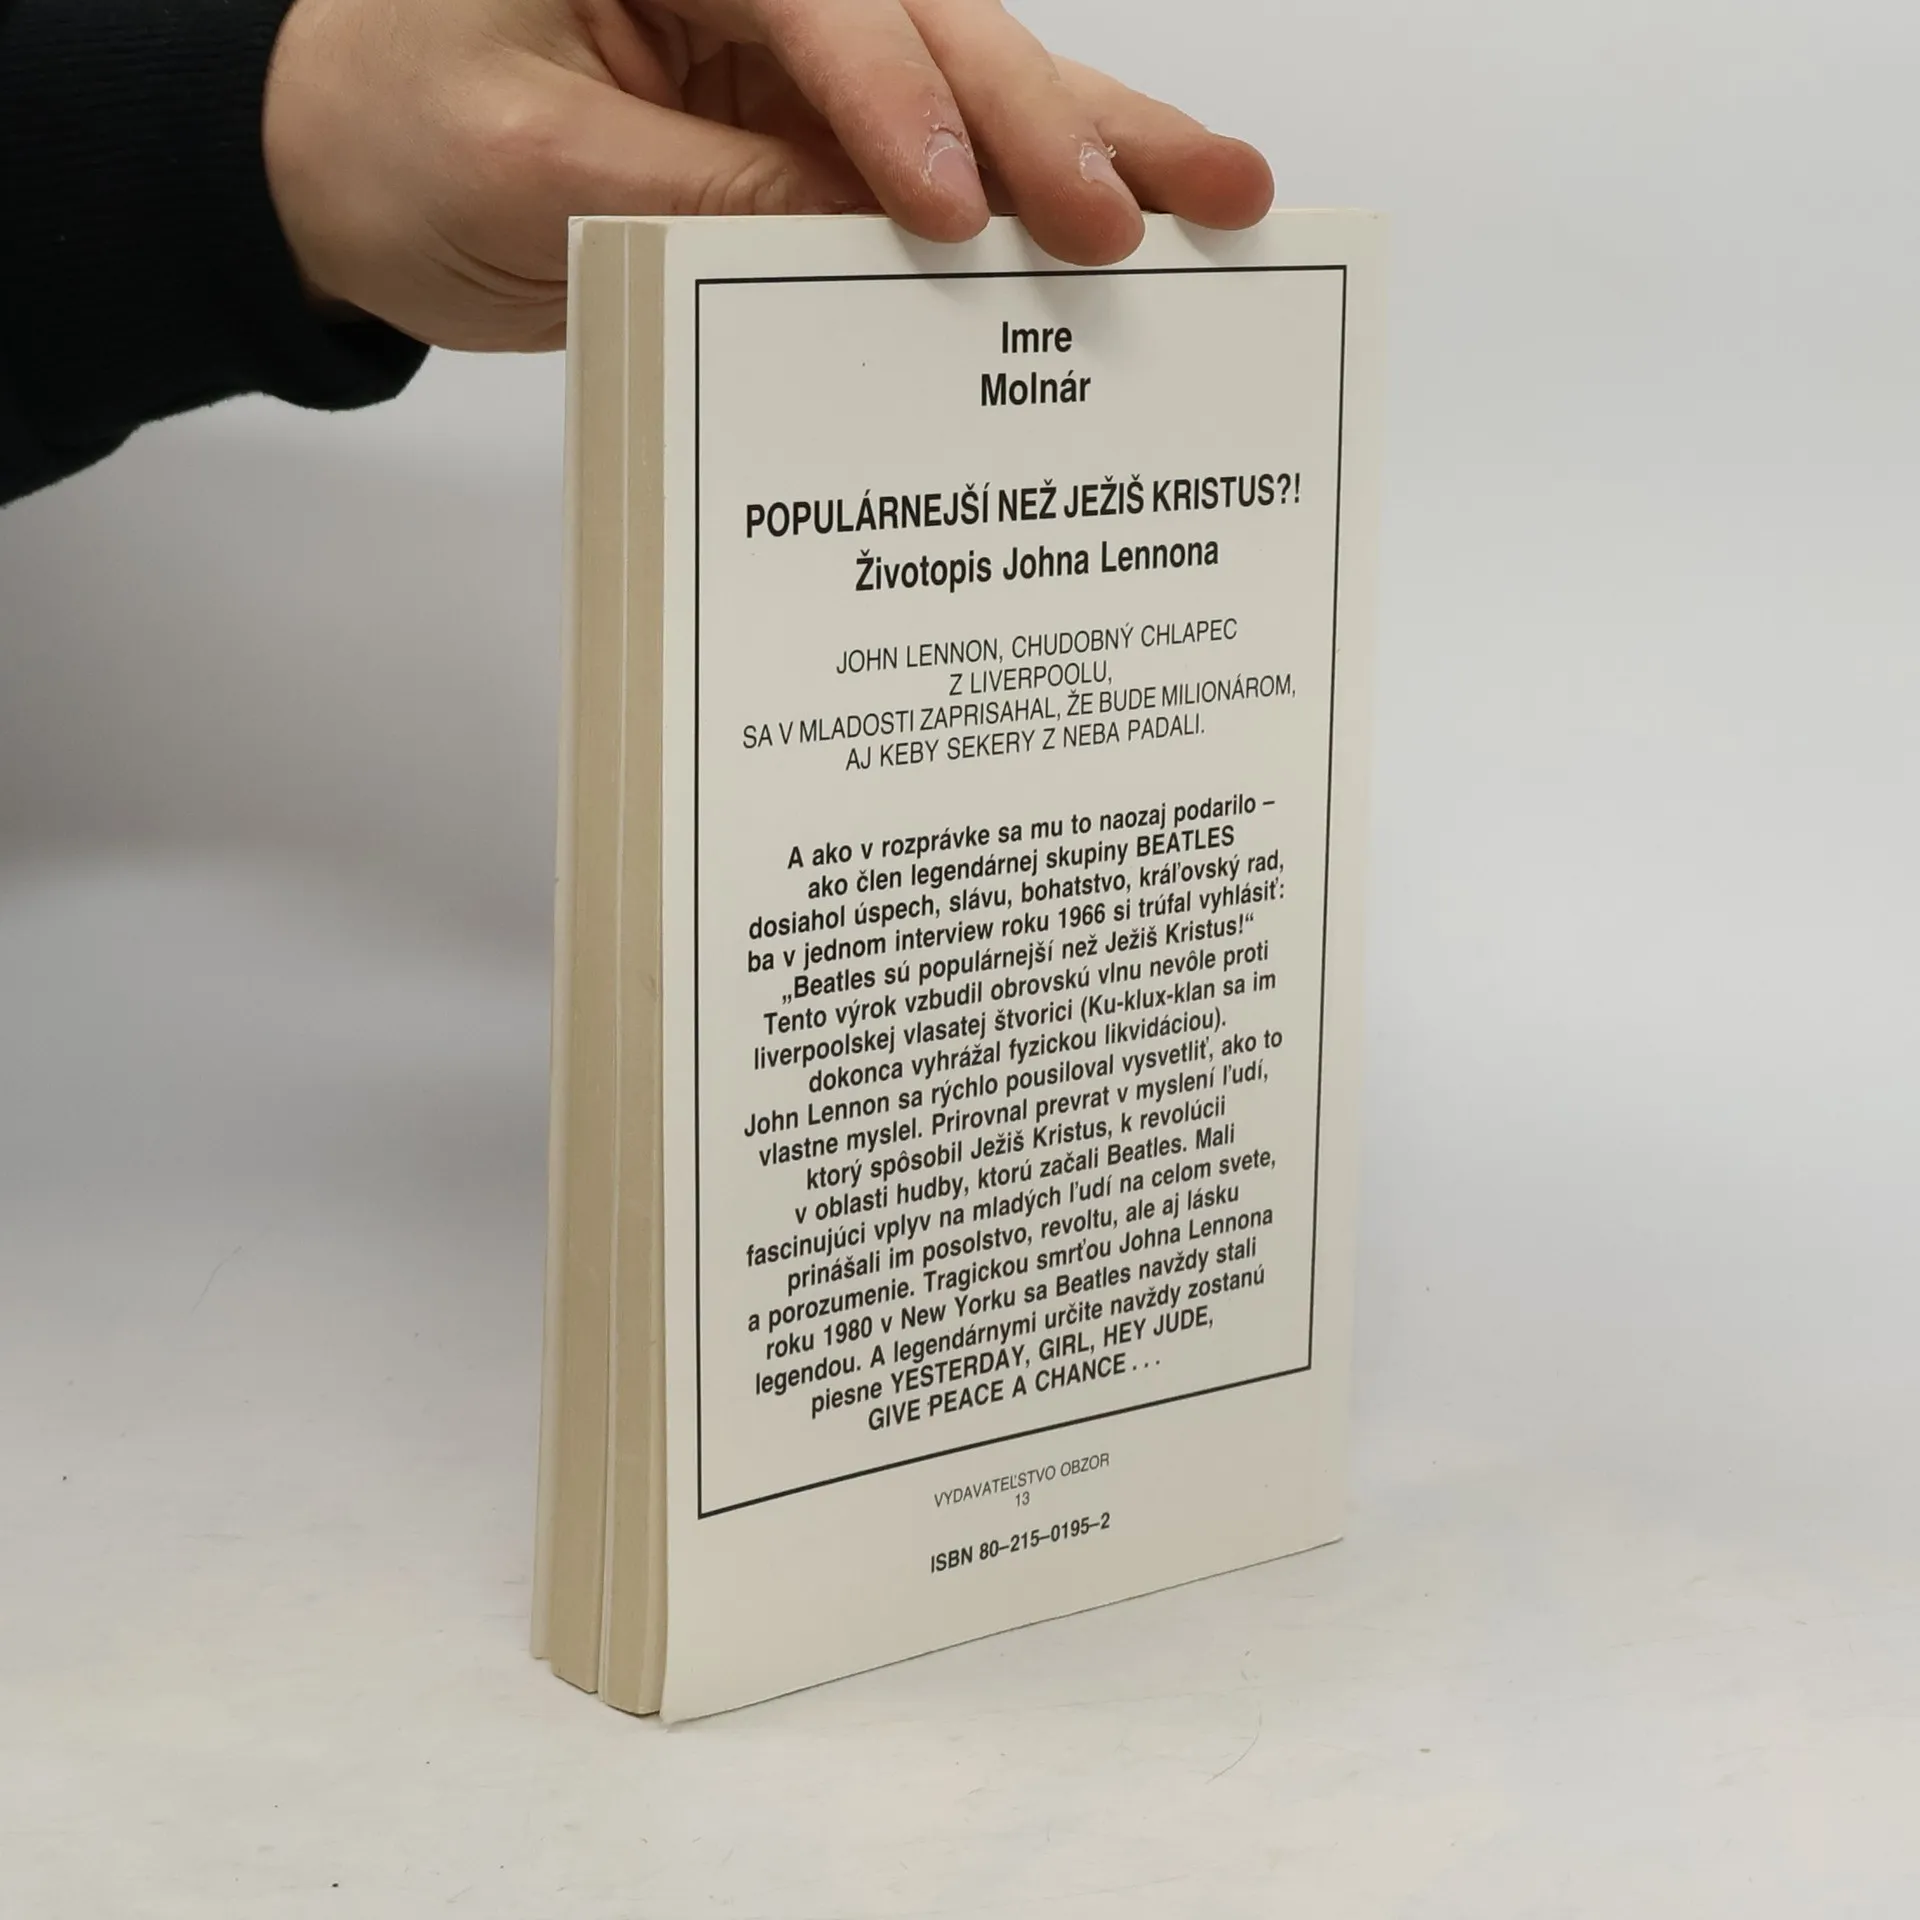 Imre
Molnár
POPULÁRNEJŠÍ NEŽ JEŽIŠ KRISTUS?!
Životopis Johna Lennona
JOHN LENNON, CHUDOBNÝ CHLAPEC
Z LIVERPOOLU,
SA V MLADOSTI ZAPRISAHAL, ŽE BUDE MILIONÁROM,
AJ KEBY SEKERY Z NEBA PADALI.
A ako v rozprávke sa mu to naozaj podarilo –
ako člen legendárnej skupiny BEATLES
dosiahol úspech, slávu, bohatstvo, kráľovský rad,
ba v jednom interview roku 1966 si trúfal vyhlásiť:
„Beatles sú populárnejší než Ježiš Kristus!“
Tento výrok vzbudil obrovskú vlnu nevôle proti
liverpoolskej vlasatej štvorici (Ku-klux-klan sa im
dokonca vyhrážal fyzickou likvidáciou).
John Lennon sa rýchlo pousiloval vysvetliť, ako to
vlastne myslel. Prirovnal prevrat v myslení ľudí,
ktorý spôsobil Ježiš Kristus, k revolúcii
v oblasti hudby, ktorú začali Beatles. Mali
fascinujúci vplyv na mladých ľudí na celom svete,
prinášali im posolstvo, revoltu, ale aj lásku
a porozumenie. Tragickou smrťou Johna Lennona
roku 1980 v New Yorku sa Beatles navždy stali
legendou. A legendárnymi určite navždy zostanú
piesne YESTERDAY, GIRL, HEY JUDE,
GIVE PEACE A CHANCE . . .
VYDAVATEĽSTVO OBZOR
13
ISBN 80–215–0195–2